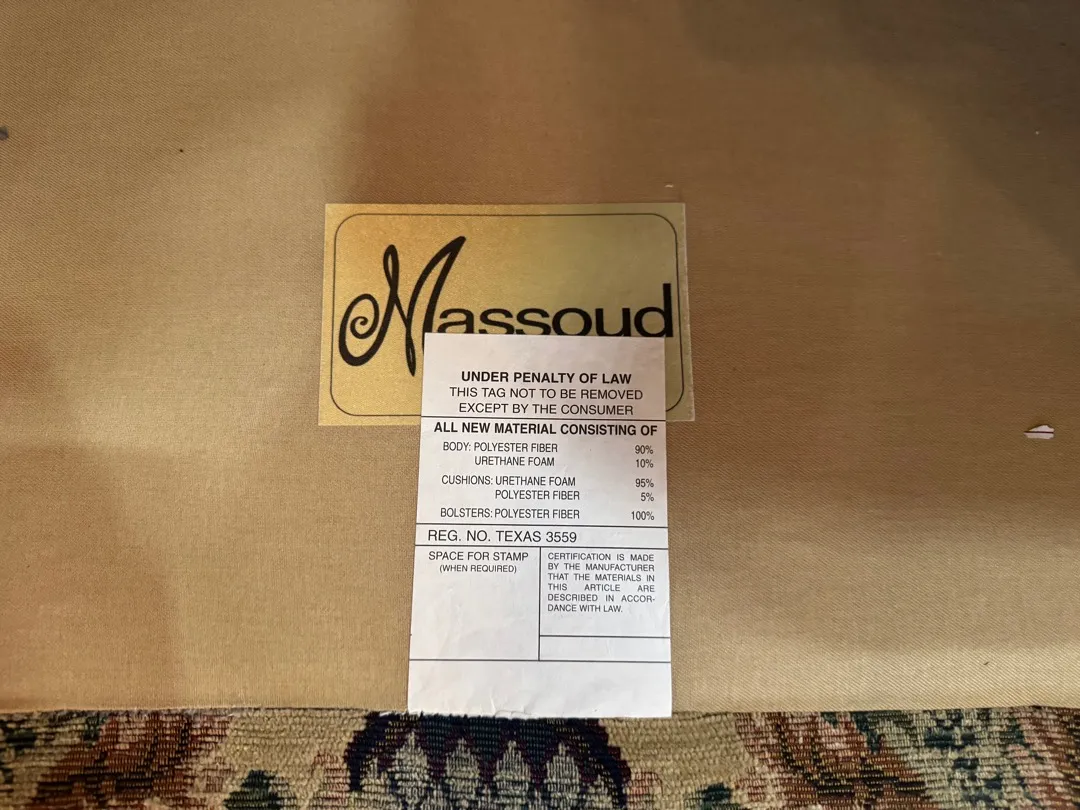 Massoud
UNDER PENALTY OF LAW
THIS TAG NOT TO BE REMOVED
EXCEPT BY THE CONSUMER
ALL NEW MATERIAL CONSISTING OF
BODY: POLYESTER FIBER 90%
URETHANE FOAM 10%
CUSHIONS: URETHANE FOAM 95%
POLYESTER FIBER 5%
BOLSTERS: POLYESTER FIBER 100%
REG. NO. TEXAS 3559
SPACE FOR STAMP
(WHEN REQUIRED)
CERTIFICATION IS MADE
BY THE MANUFACTURER
THAT THE MATERIALS IN
THIS ARTICLE ARE
DESCRIBED IN ACCOR-
DANCE WITH LAW.